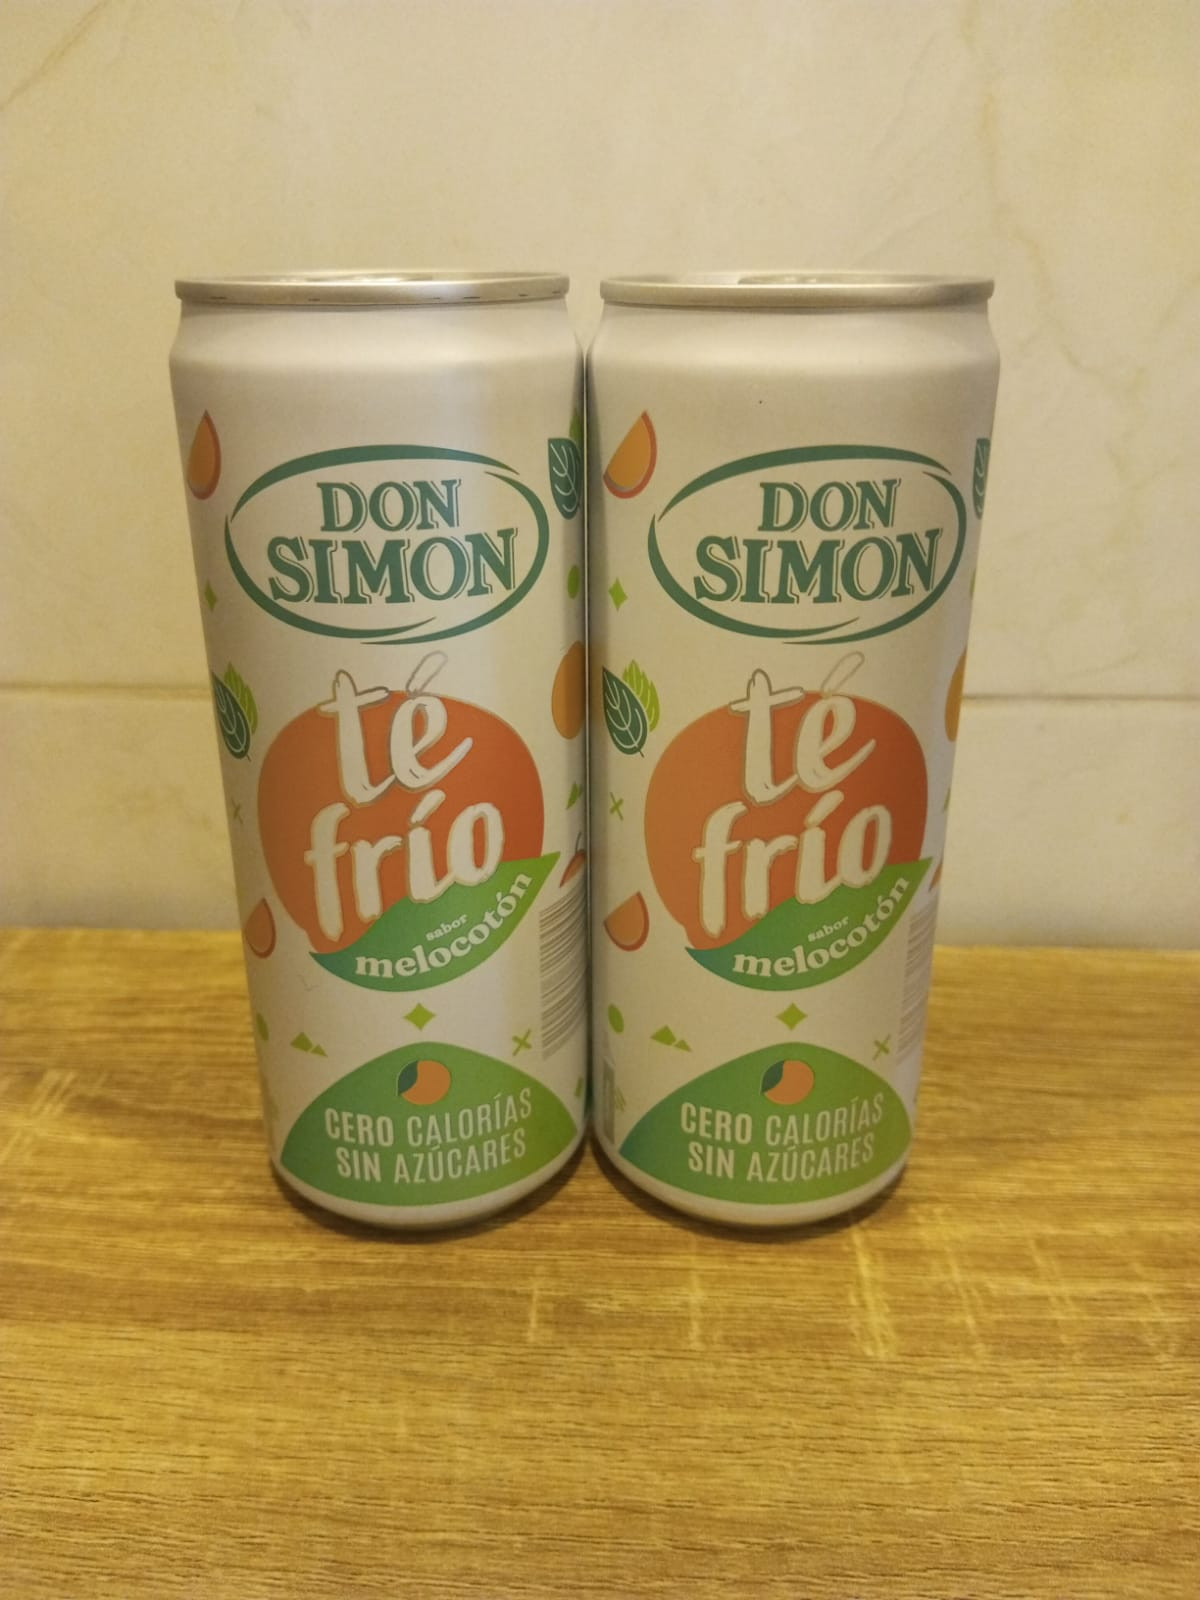 DON
SIMON
té
frío
sabor
melocotón
CERO CALORÍAS
SIN AZÚCARES
DON
SIMON
té
frío
sabor
melocotón
CERO CALORÍAS
SIN AZÚCARES